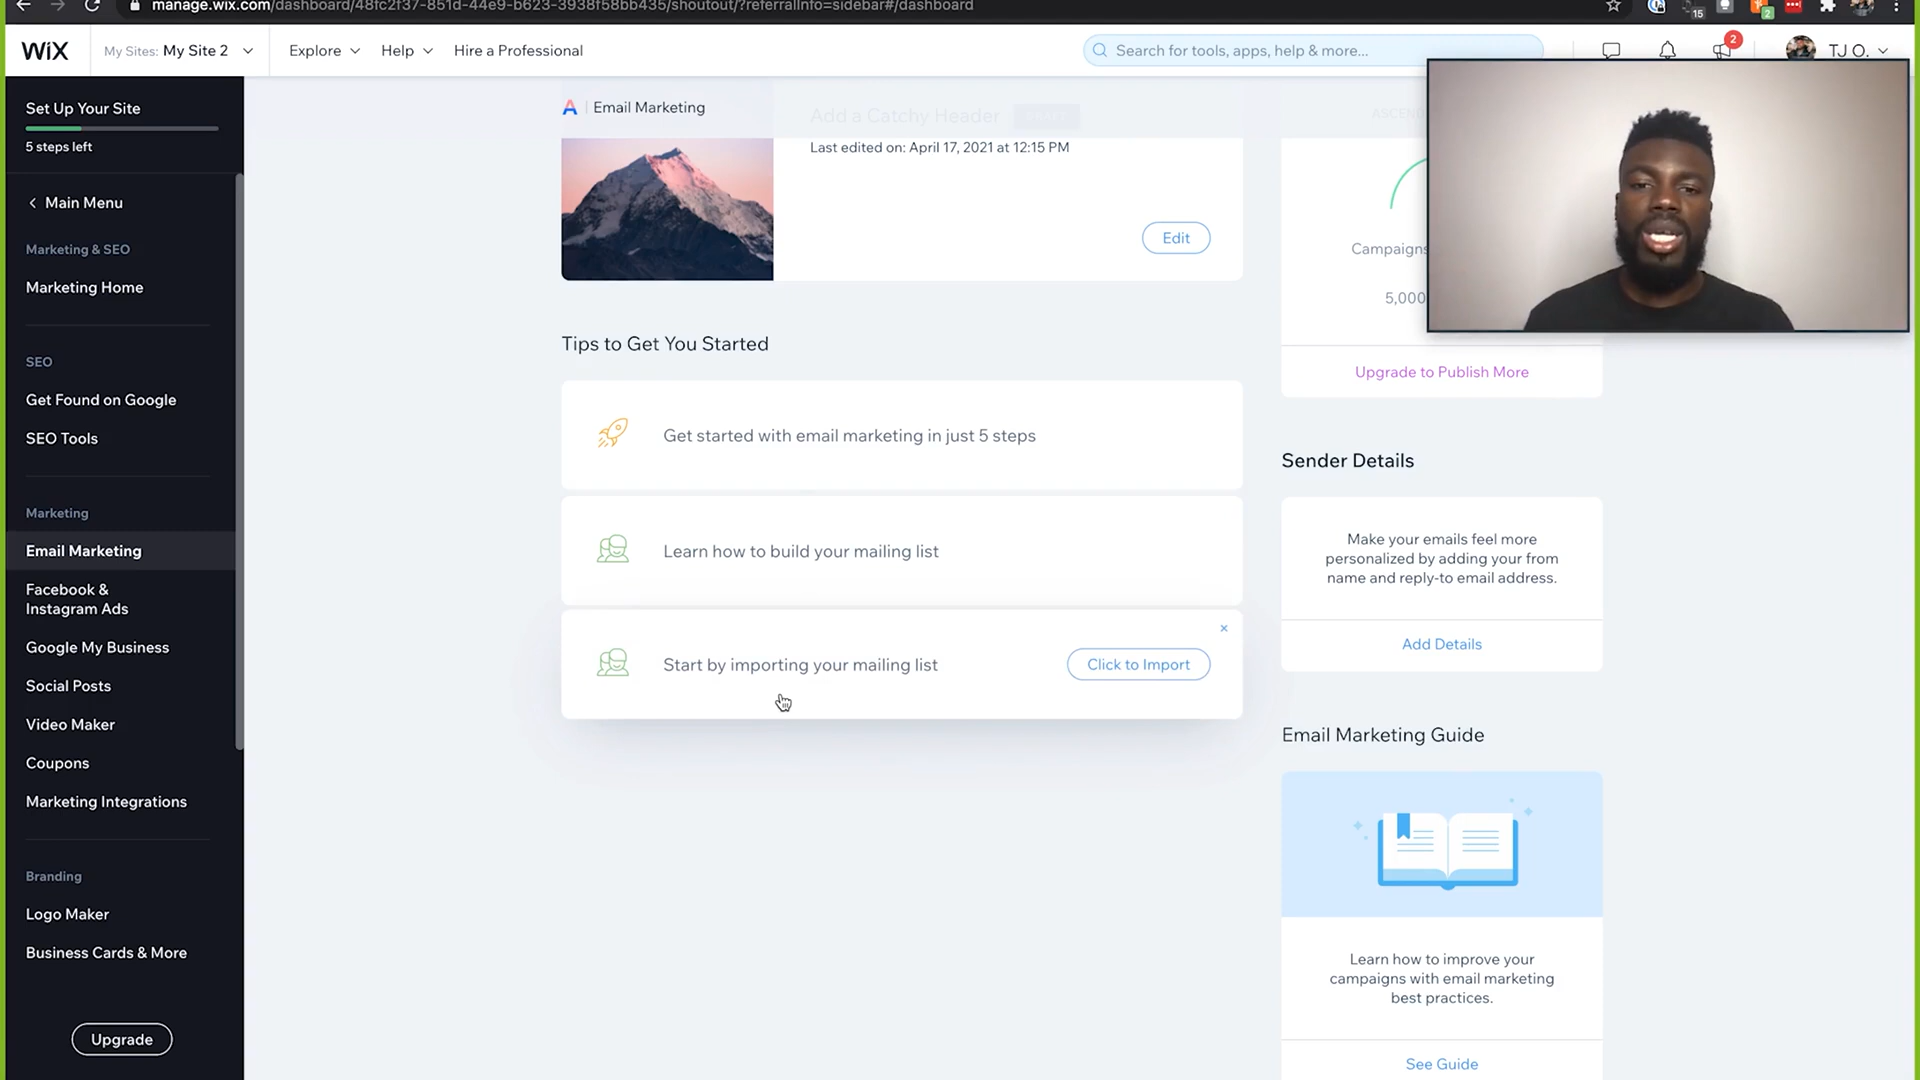 manage.wix.com/dashboard/48fc2f37-851d-44e9-b623-3938f58bb435/shoutout/?referralInfo=sidebar#/dashboard
15
2
WiX
My Sites: My Site 2
Explore
Help
Hire a Professional
Search for tools, apps, help & more...
2
TJ O.
Set Up Your Site
5 steps left
Main Menu
Marketing & SEO
Marketing Home
SEO
Get Found on Google
SEO Tools
Marketing
Email Marketing
Facebook &
Instagram Ads
Google My Business
Social Posts
Video Maker
Coupons
Marketing Integrations
Branding
Logo Maker
Business Cards & More
Upgrade
Email Marketing
Add a Catchy Header
Last edited on: April 17, 2021 at 12:15 PM
Edit
Tips to Get You Started
Get started with email marketing in just 5 steps
Learn how to build your mailing list
Start by importing your mailing list
Click to Import
Campaigns
5,000
Upgrade to Publish More
Sender Details
Make your emails feel more
personalized by adding your from
name and reply-to email address.
Add Details
Email Marketing Guide
Learn how to improve your
campaigns with email marketing
best practices.
See Guide